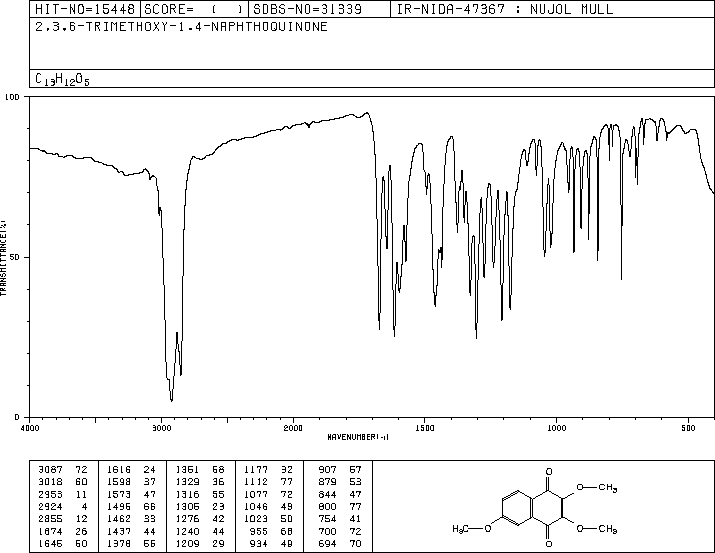 HIT-NO=15448 SCORE= ( ) SDBS-NO=31339 IR-NIDA-47367 : NUJOL MULL
2.3.6-TRIMETHOXY-1.4-NAPHTHOQUINONE
C13H12O5
100
50
0
TRANSMITTANCE(%)
4000 3000 2000 1500 1000 500
WAVENUMBER(-1)
3087 72 1616 24 1351 58 1177 32 907 57
3018 60 1598 37 1329 36 1112 77 879 53
2953 11 1573 47 1316 55 1077 72 844 47
2924 4 1495 66 1305 23 1046 49 800 77
2855 12 1462 33 1276 42 1023 50 754 41
1674 26 1437 44 1240 44 955 68 700 72
1645 50 1378 55 1209 29 934 49 694 70
O
O—CH3
H3C—O
O—CH3
O